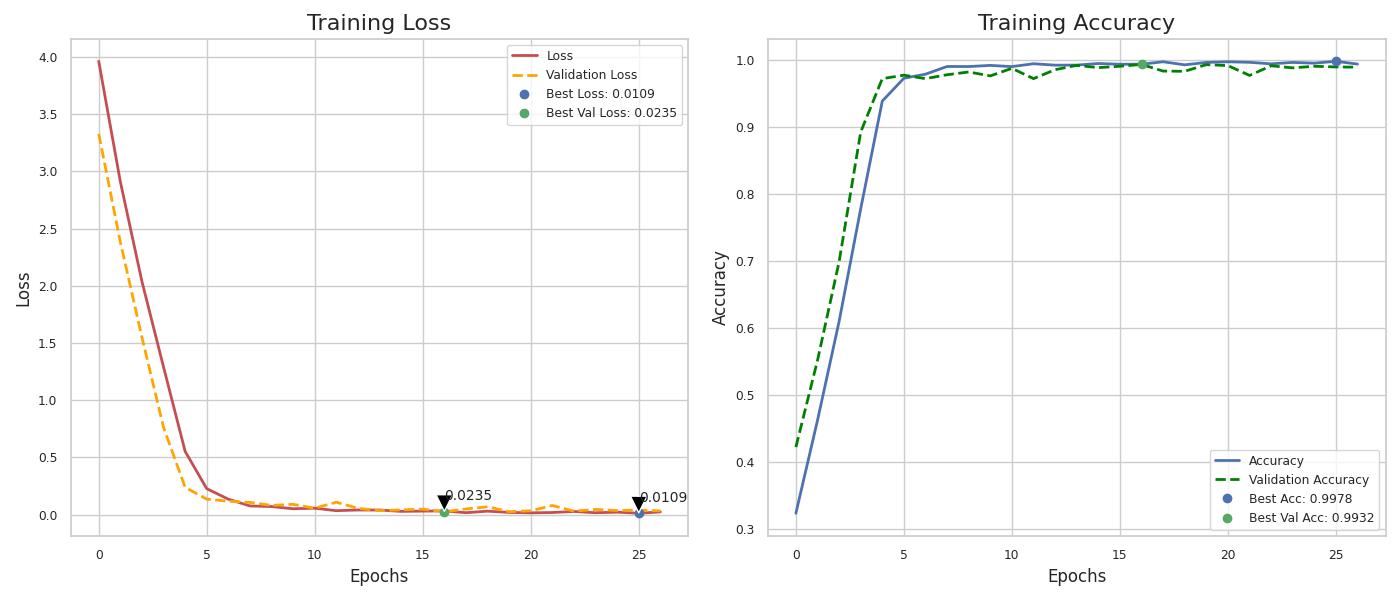 Training Loss
Loss
Validation Loss
Best Loss: 0.0109
Best Val Loss: 0.0235
4.0
3.5
3.0
2.5
2.0
1.5
1.0
0.5
0.0
Loss
0.0235
0.0109
0 5 10 15 20 25
Epochs
Training Accuracy
1.0
0.9
0.8
0.7
0.6
0.5
0.4
0.3
Accuracy
Accuracy
Validation Accuracy
Best Acc: 0.9978
Best Val Acc: 0.9932
0 5 10 15 20 25
Epochs